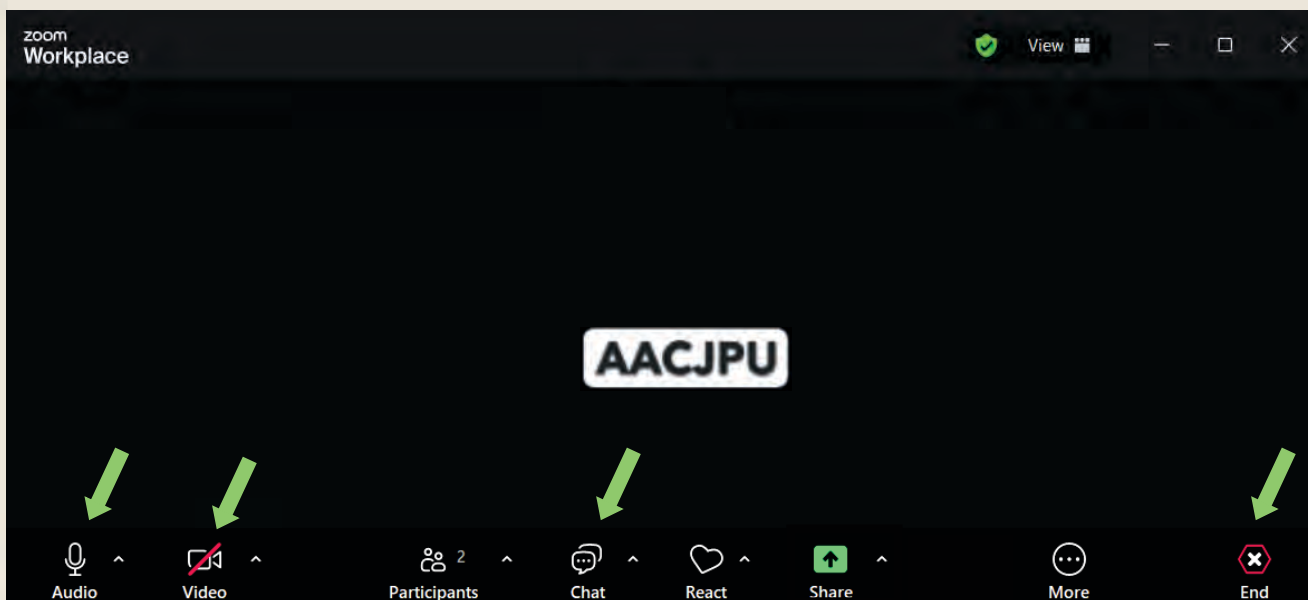 zoom
Workplace
View
AACJPU
2
Audio
Video
Participants
Chat
React
Share
More
End